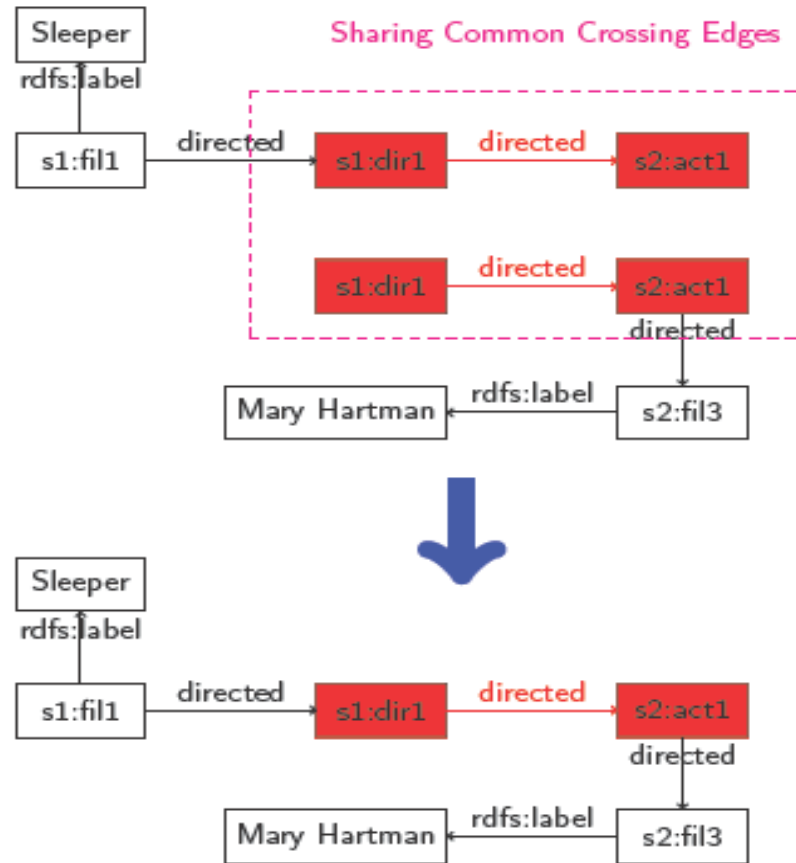 Sleeper
Sharing Common Crossing Edges
rdfs:label
s1:fil1
directed
s1:dir1
directed
s2:act1
s1:dir1
directed
s2:act1
directed
Mary Hartman
rdfs:label
s2:fil3
Sleeper
rdfs:label
s1:fil1
directed
s1:dir1
directed
s2:act1
directed
Mary Hartman
rdfs:label
s2:fil3